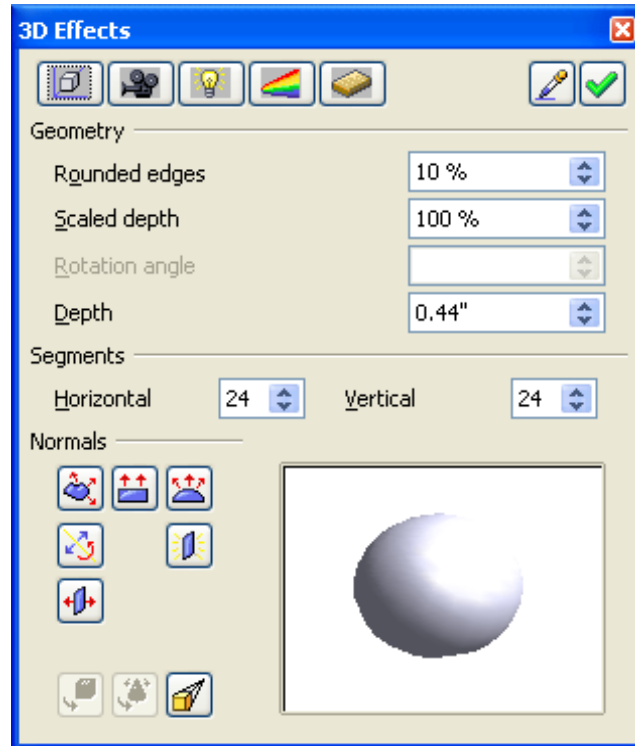 3D Effects
Geometry
Rounded edges 10 %
Scaled depth 100 %
Rotation angle
Depth 0.44"
Segments
Horizontal 24 Vertical 24
Normals